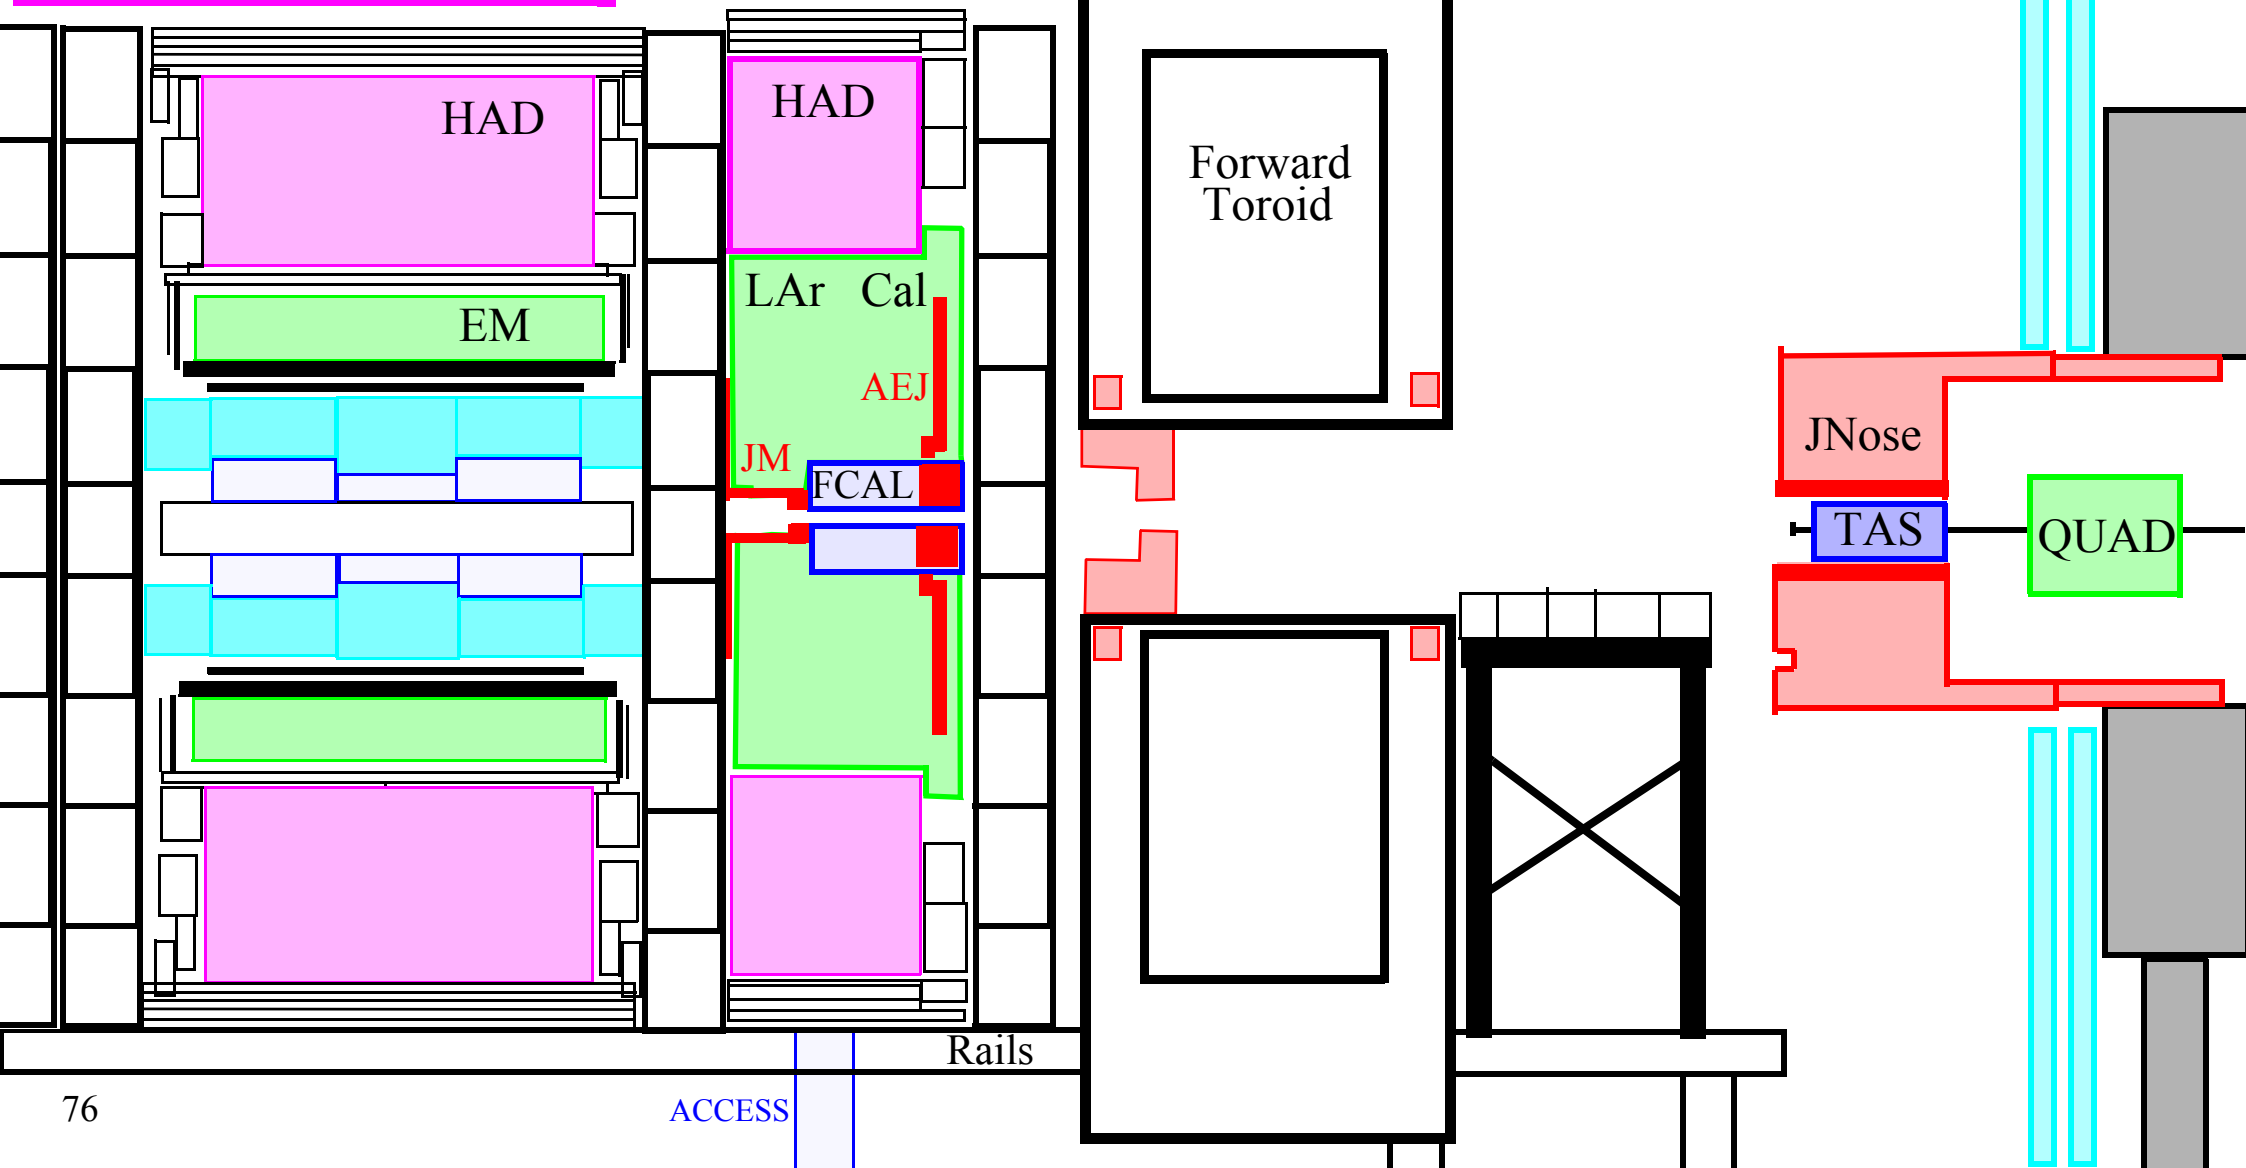 HAD
HAD
Forward
Toroid
LAr Cal
EM
AEJ
JM
FCAL
JNose
TAS
QUAD
Rails
76
ACCESS